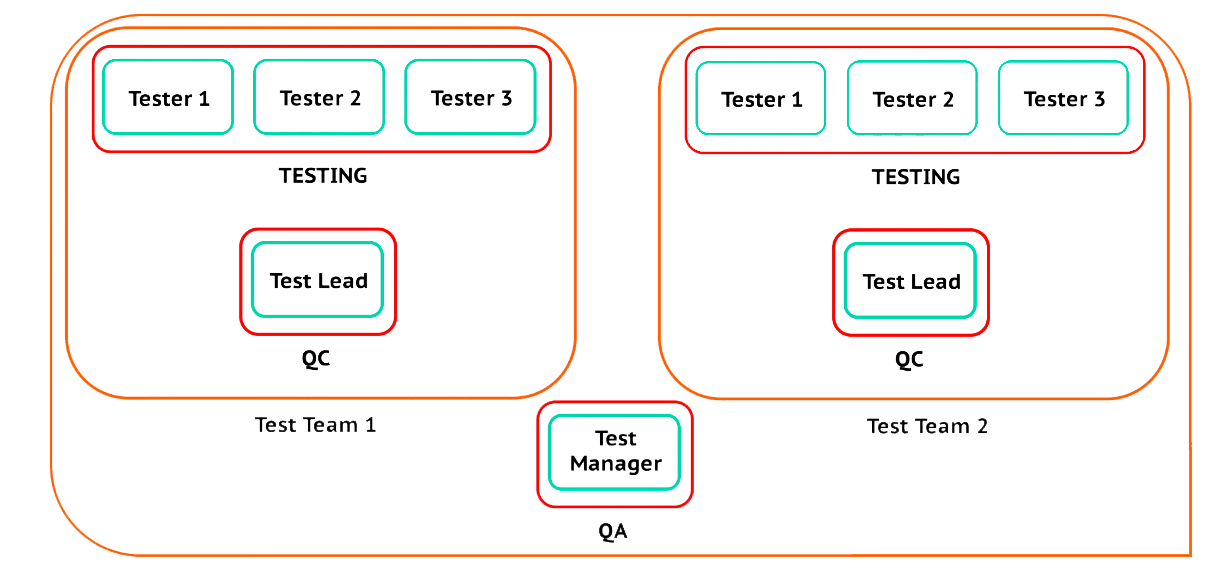 Tester 1
Tester 2
Tester 3
TESTING
Test Lead
QC
Test Team 1
Tester 1
Tester 2
Tester 3
TESTING
Test Lead
QC
Test Team 2
Test
Manager
QA